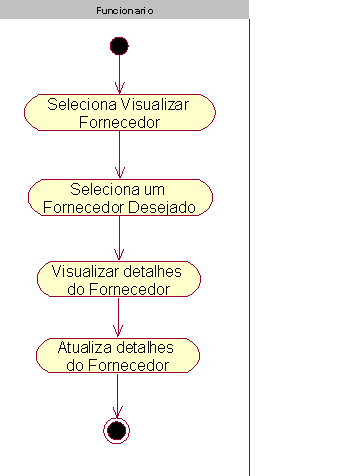 Funcionario
Seleciona Visualizar
Fornecedor
Seleciona um
Fornecedor Desejado
Visualizar detalhes
do Fornecedor
Atualiza detalhes
do Fornecedor